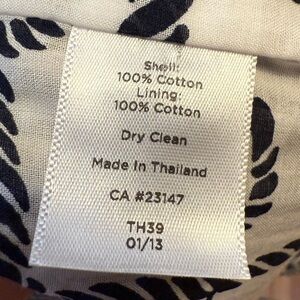 Shell:
100% Cotton
Lining:
100% Cotton
Dry Clean
Made In Thailand
CA #23147
TH39
01/13